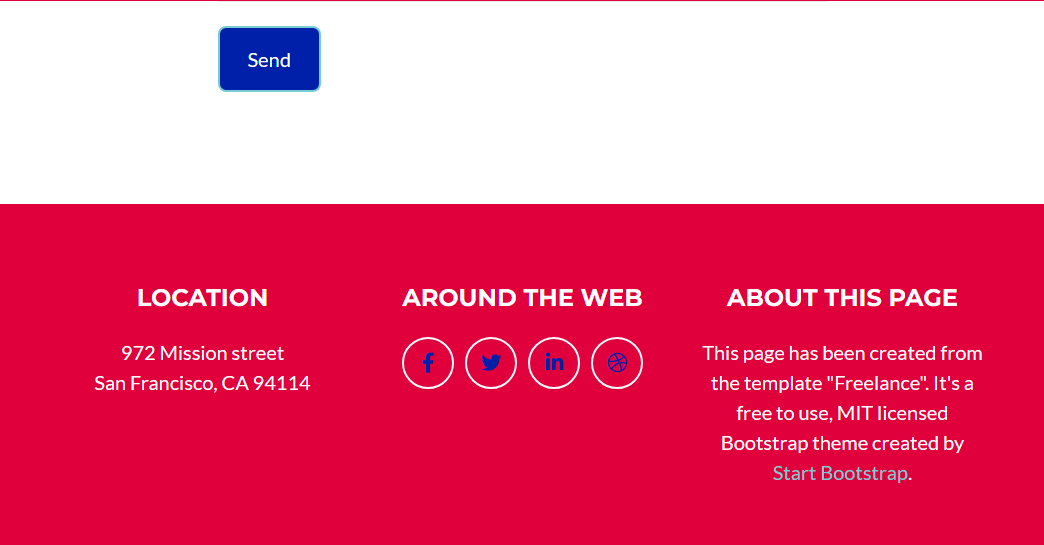 Send
LOCATION
972 Mission street
San Francisco, CA 94114
AROUND THE WEB
ABOUT THIS PAGE
This page has been created from
the template "Freelance". It's a
free to use, MIT licensed
Bootstrap theme created by
Start Bootstrap.